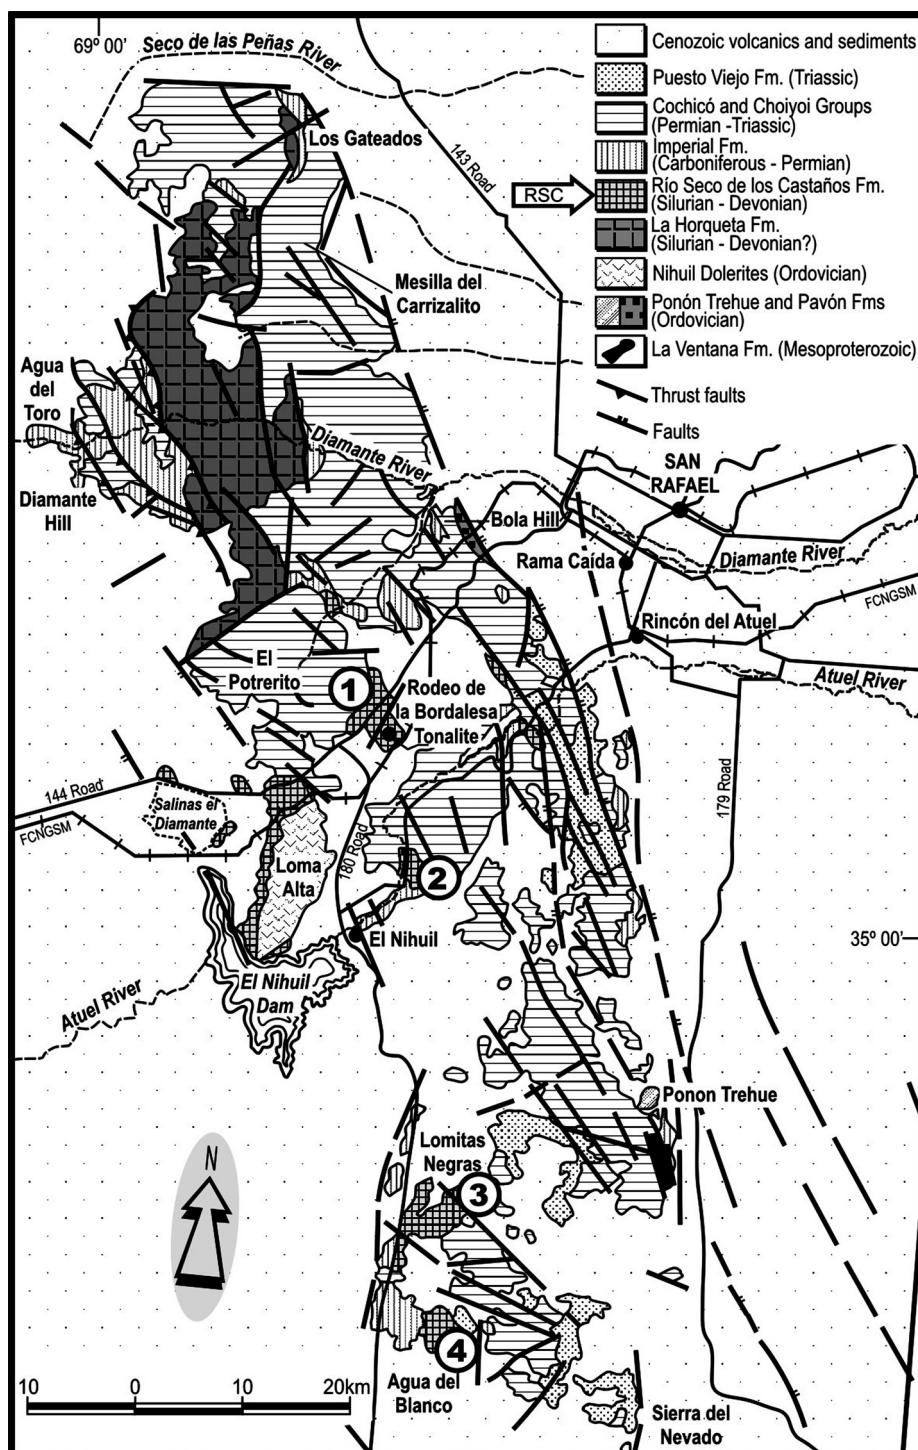 69º 00'
Seco de las Peñas River
Los Gateados
143 Road
Cenozoic volcanics and sediments
Puesto Viejo Fm. (Triassic)
Cochicó and Choiyoi Groups
(Permian -Triassic)
Imperial Fm.
(Carboniferous - Permian)
RSC
Río Seco de los Castaños Fm.
(Silurian - Devonian)
La Horqueta Fm.
(Silurian - Devonian?)
Nihuil Dolerites (Ordovician)
Ponón Trehue and Pavón Fms
(Ordovician)
La Ventana Fm. (Mesoproterozoic)
Thrust faults
Faults
Mesilla del
Carrizalito
Agua
del
Toro
Diamante
Hill
Diamante River
Bola Hill
SAN
RAFAEL
Rama Caída
Diamante River
FCNGSM
Rincón del Atuel
Atuel River
El
Potrerito
1
Rodeo de
la Bordalesa
Tonalite
144 Road
FCNGSM
Salinas el
Diamante
Loma
Alta
180 Road
179 Road
2
El Nihuil
35º 00'
El Nihuil
Dam
Atuel River
Ponon Trehue
Lomitas
Negras
3
N
4
Agua del
Blanco
Sierra del
Nevado
10 0 10 20km